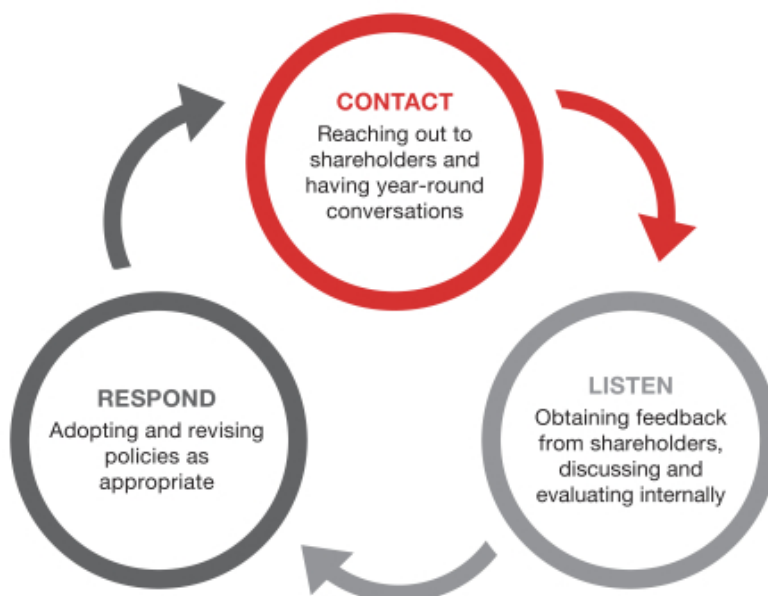 CONTACT
Reaching out to
shareholders and
having year-round
conversations
LISTEN
Obtaining feedback
from shareholders,
discussing and
evaluating internally
RESPOND
Adopting and revising
policies as
appropriate